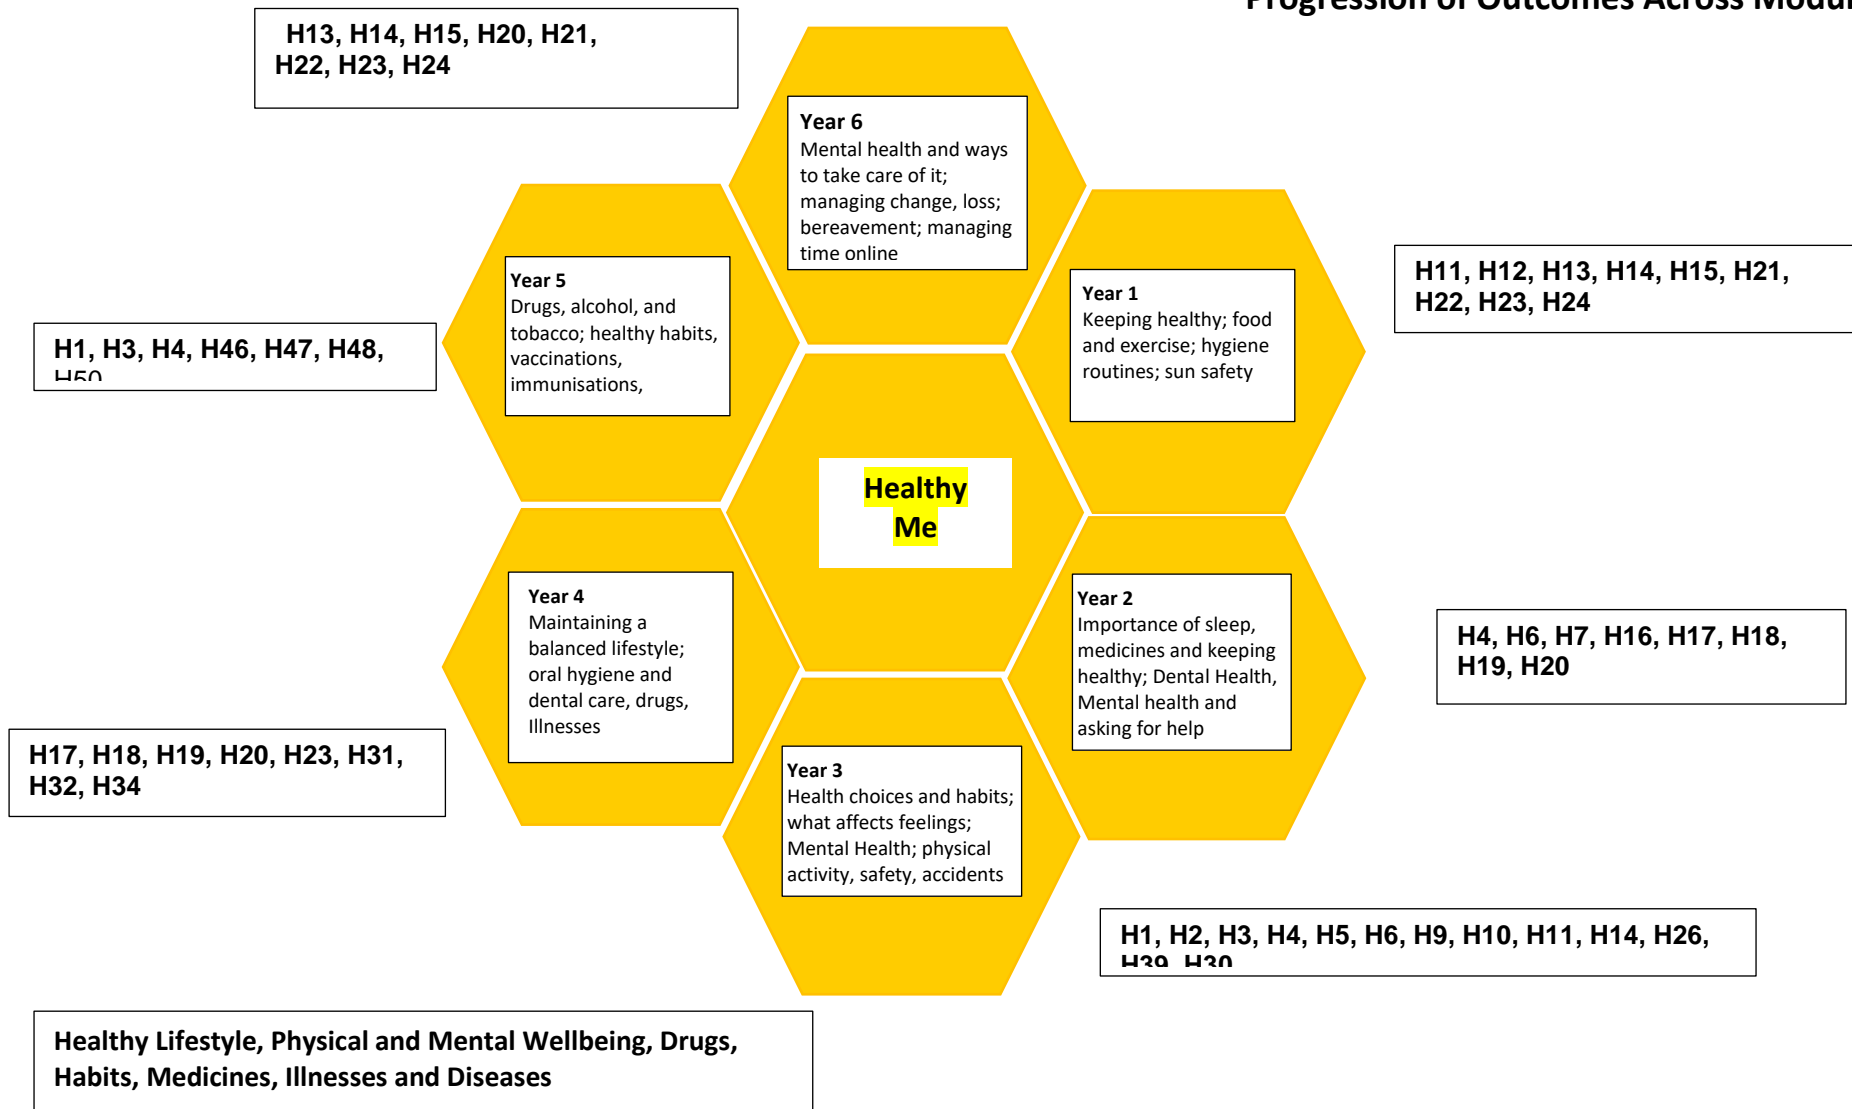 Progression of Outcomes Across
H13, H14, H15, H20, H21,
H22, H23, H24
Year 6
Mental health and ways
to take care of it;
managing change, loss;
bereavement; managing
time online
Year 5
Drugs, alcohol, and
tobacco; healthy habits,
vaccinations,
immunisations,
Year 1
Keeping healthy; food
and exercise; hygiene
routines; sun safety
H11, H12, H13, H14, H15, H21,
H22, H23, H24
H1, H3, H4, H46, H47, H48,
H50
Healthy
Me
Year 4
Maintaining a
balanced lifestyle;
oral hygiene and
dental care, drugs,
Illnesses
Year 2
Importance of sleep,
medicines and keeping
healthy; Dental Health,
Mental health and
asking for help
H4, H6, H7, H16, H17, H18,
H19, H20
H17, H18, H19, H20, H23, H31,
H32, H34
Year 3
Health choices and habits;
what affects feelings;
Mental Health; physical
activity, safety, accidents
H1, H2, H3, H4, H5, H6, H9, H10, H11, H14, H26,
H39, H30
Healthy Lifestyle, Physical and Mental Wellbeing, Drugs,
Habits, Medicines, Illnesses and Diseases